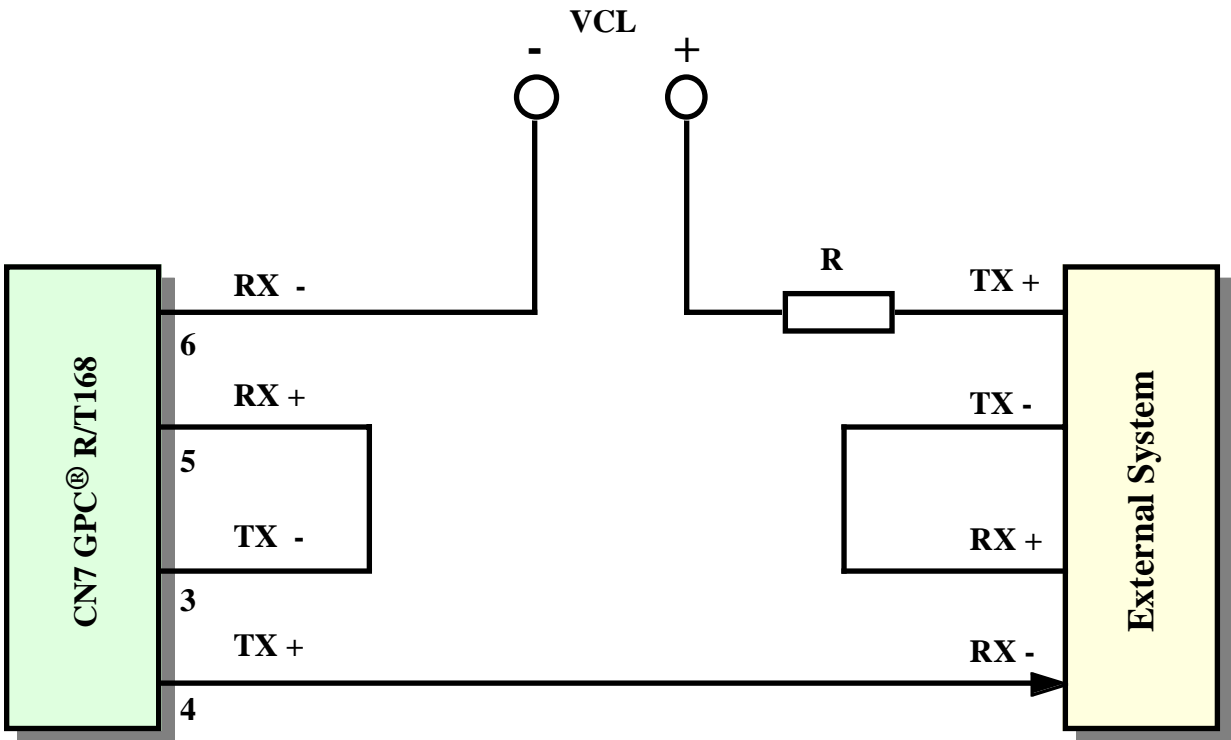 VCL
- +
R
RX -
TX +
6
RX +
TX -
5
TX -
RX +
3
TX +
RX -
4
CN7 GPC® R/T168
External System